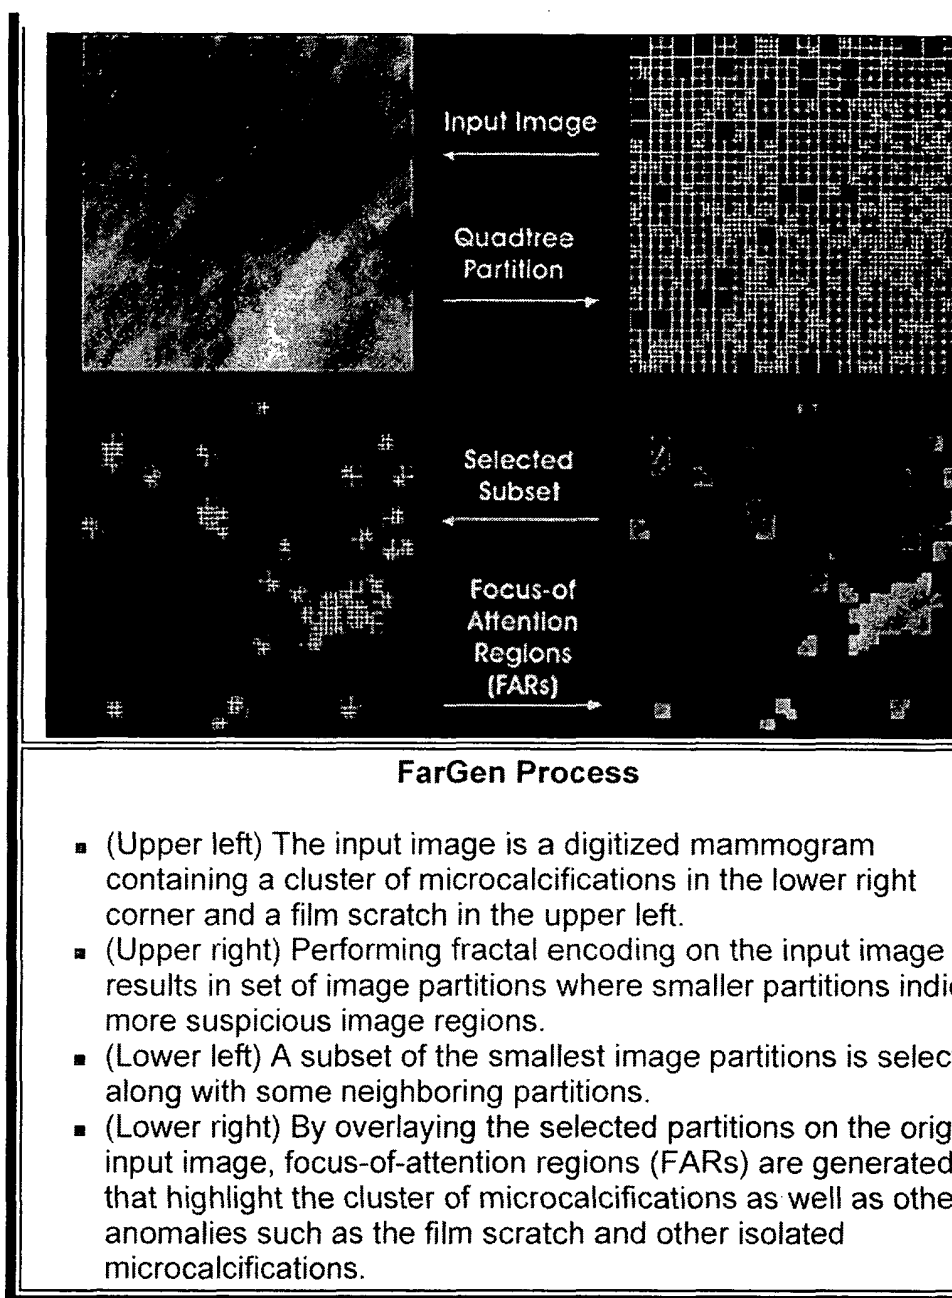 Input Image
Quadtree
Partition
Selected
Subset
Focus-of
Attention
Regions
(FARs)
FarGen Process
▪ (Upper left) The input image is a digitized mammogram
containing a cluster of microcalcifications in the lower right
corner and a film scratch in the upper left.
▪ (Upper right) Performing fractal encoding on the input image
results in set of image partitions where smaller partitions indi
more suspicious image regions.
▪ (Lower left) A subset of the smallest image partitions is selec
along with some neighboring partitions.
▪ (Lower right) By overlaying the selected partitions on the orig
input image, focus-of-attention regions (FARs) are generated
that highlight the cluster of microcalcifications as well as othe
anomalies such as the film scratch and other isolated
microcalcifications.